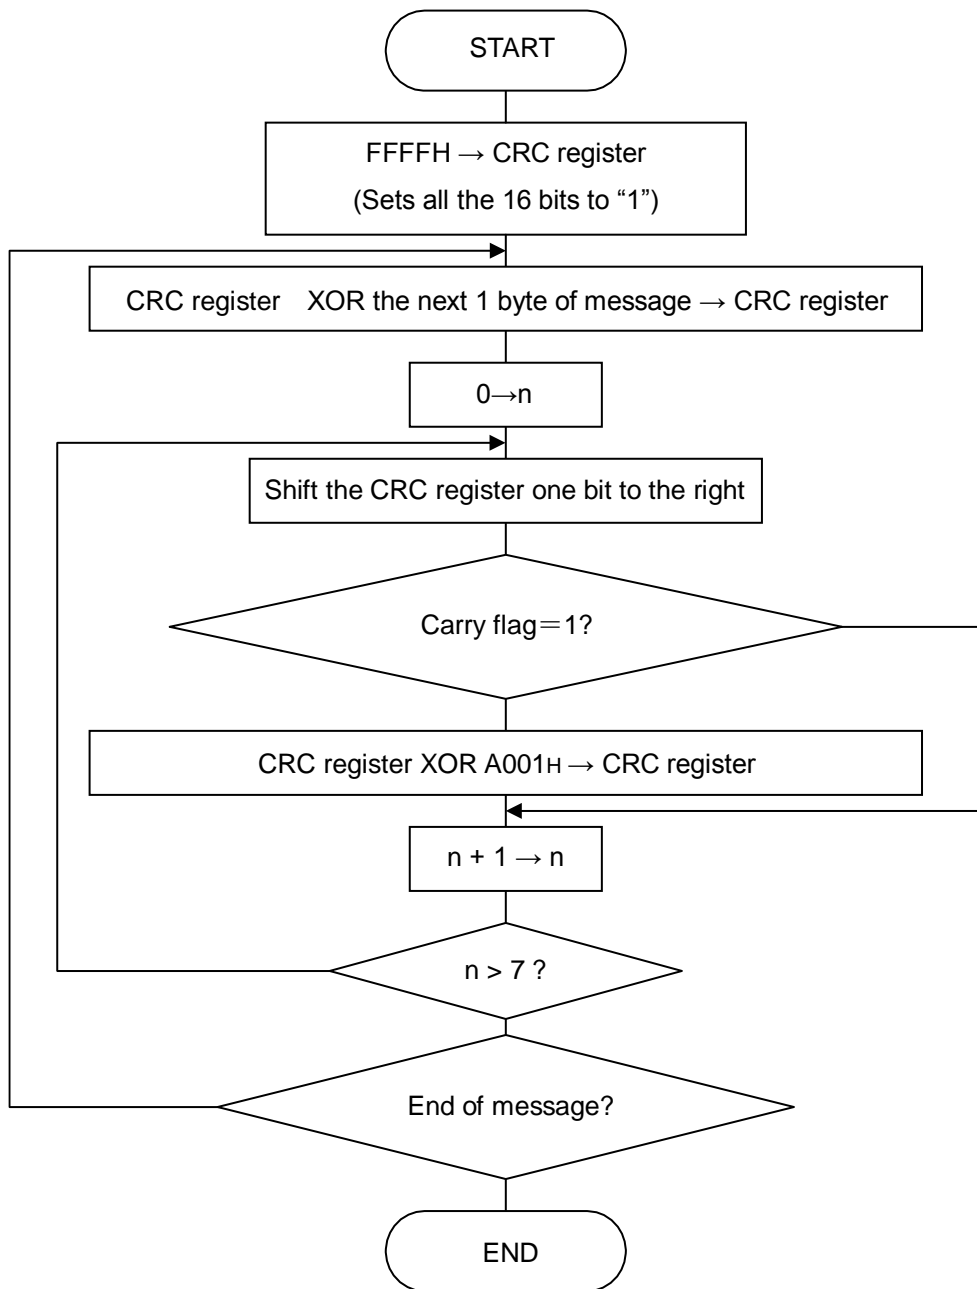 START
FFFFH → CRC register
(Sets all the 16 bits to “1”)
CRC register XOR the next 1 byte of message → CRC register
0→n
Shift the CRC register one bit to the right
Carry flag＝1?
CRC register XOR A001H → CRC register
n + 1 → n
n > 7 ?
End of message?
END